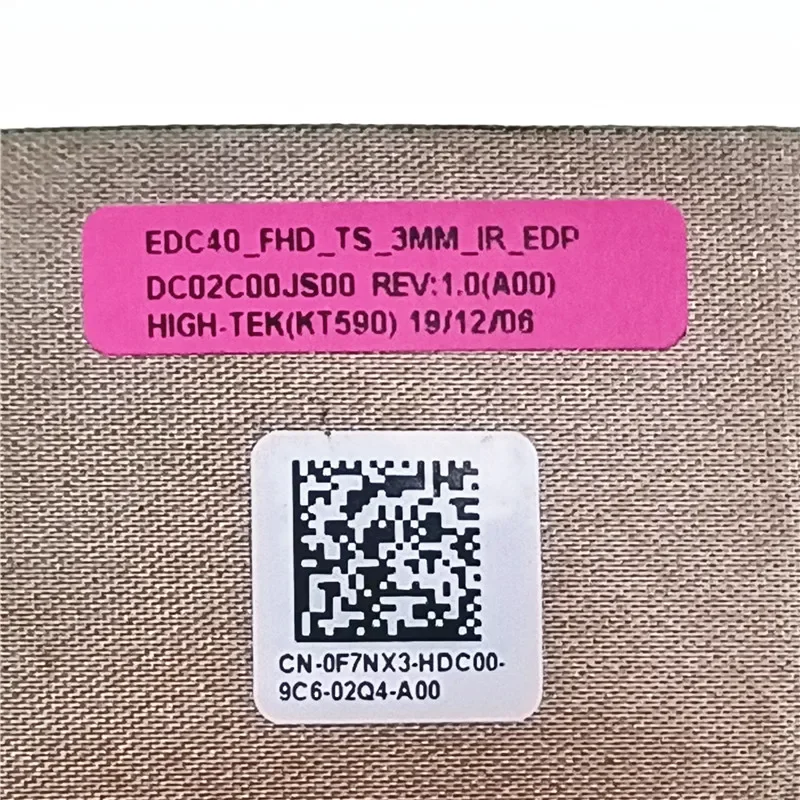 EDC40_FHD_TS_3MM_IR_EDP
DC02C00JS00 REV:1.0(A00)
HIGH-TEK(KT590) 19/12/06
CN-0F7NX3-HDC00-
9C6-02Q4-A00